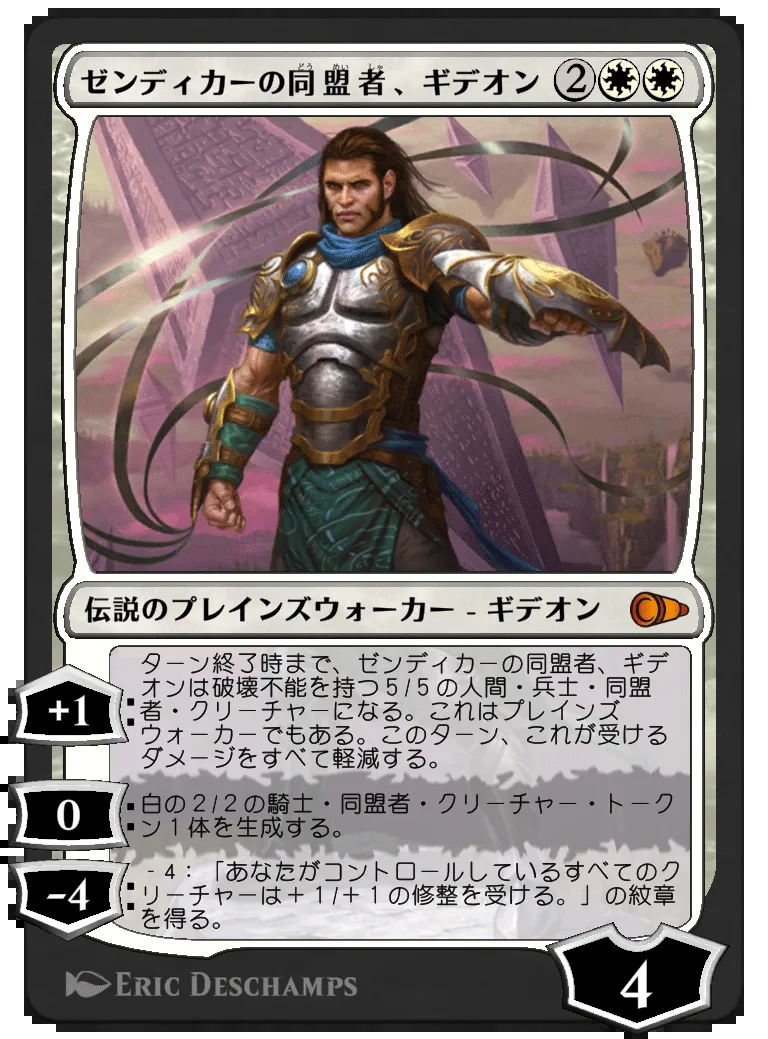 ゼンディカーの同盟者、ギデオン 2
どう めい しゃ
伝説のプレインズウォーカー - ギデオン
+1: ターン終了時まで、ゼンディカーの同盟者、ギデ
オンは破壊不能を持つ5/5の人間・兵士・同盟
者・クリーチャーになる。これはプレインズ
ウォーカーでもある。このターン、これが受ける
ダメージをすべて軽減する。
0: 白の2/2の騎士・同盟者・クリーチャー・トーク
ン1体を生成する。
-4: ‐4:「あなたがコントロールしているすべてのク
リーチャーは+1/+1の修整を受ける。」の紋章
を得る。
ERIC DESCHAMPS
4